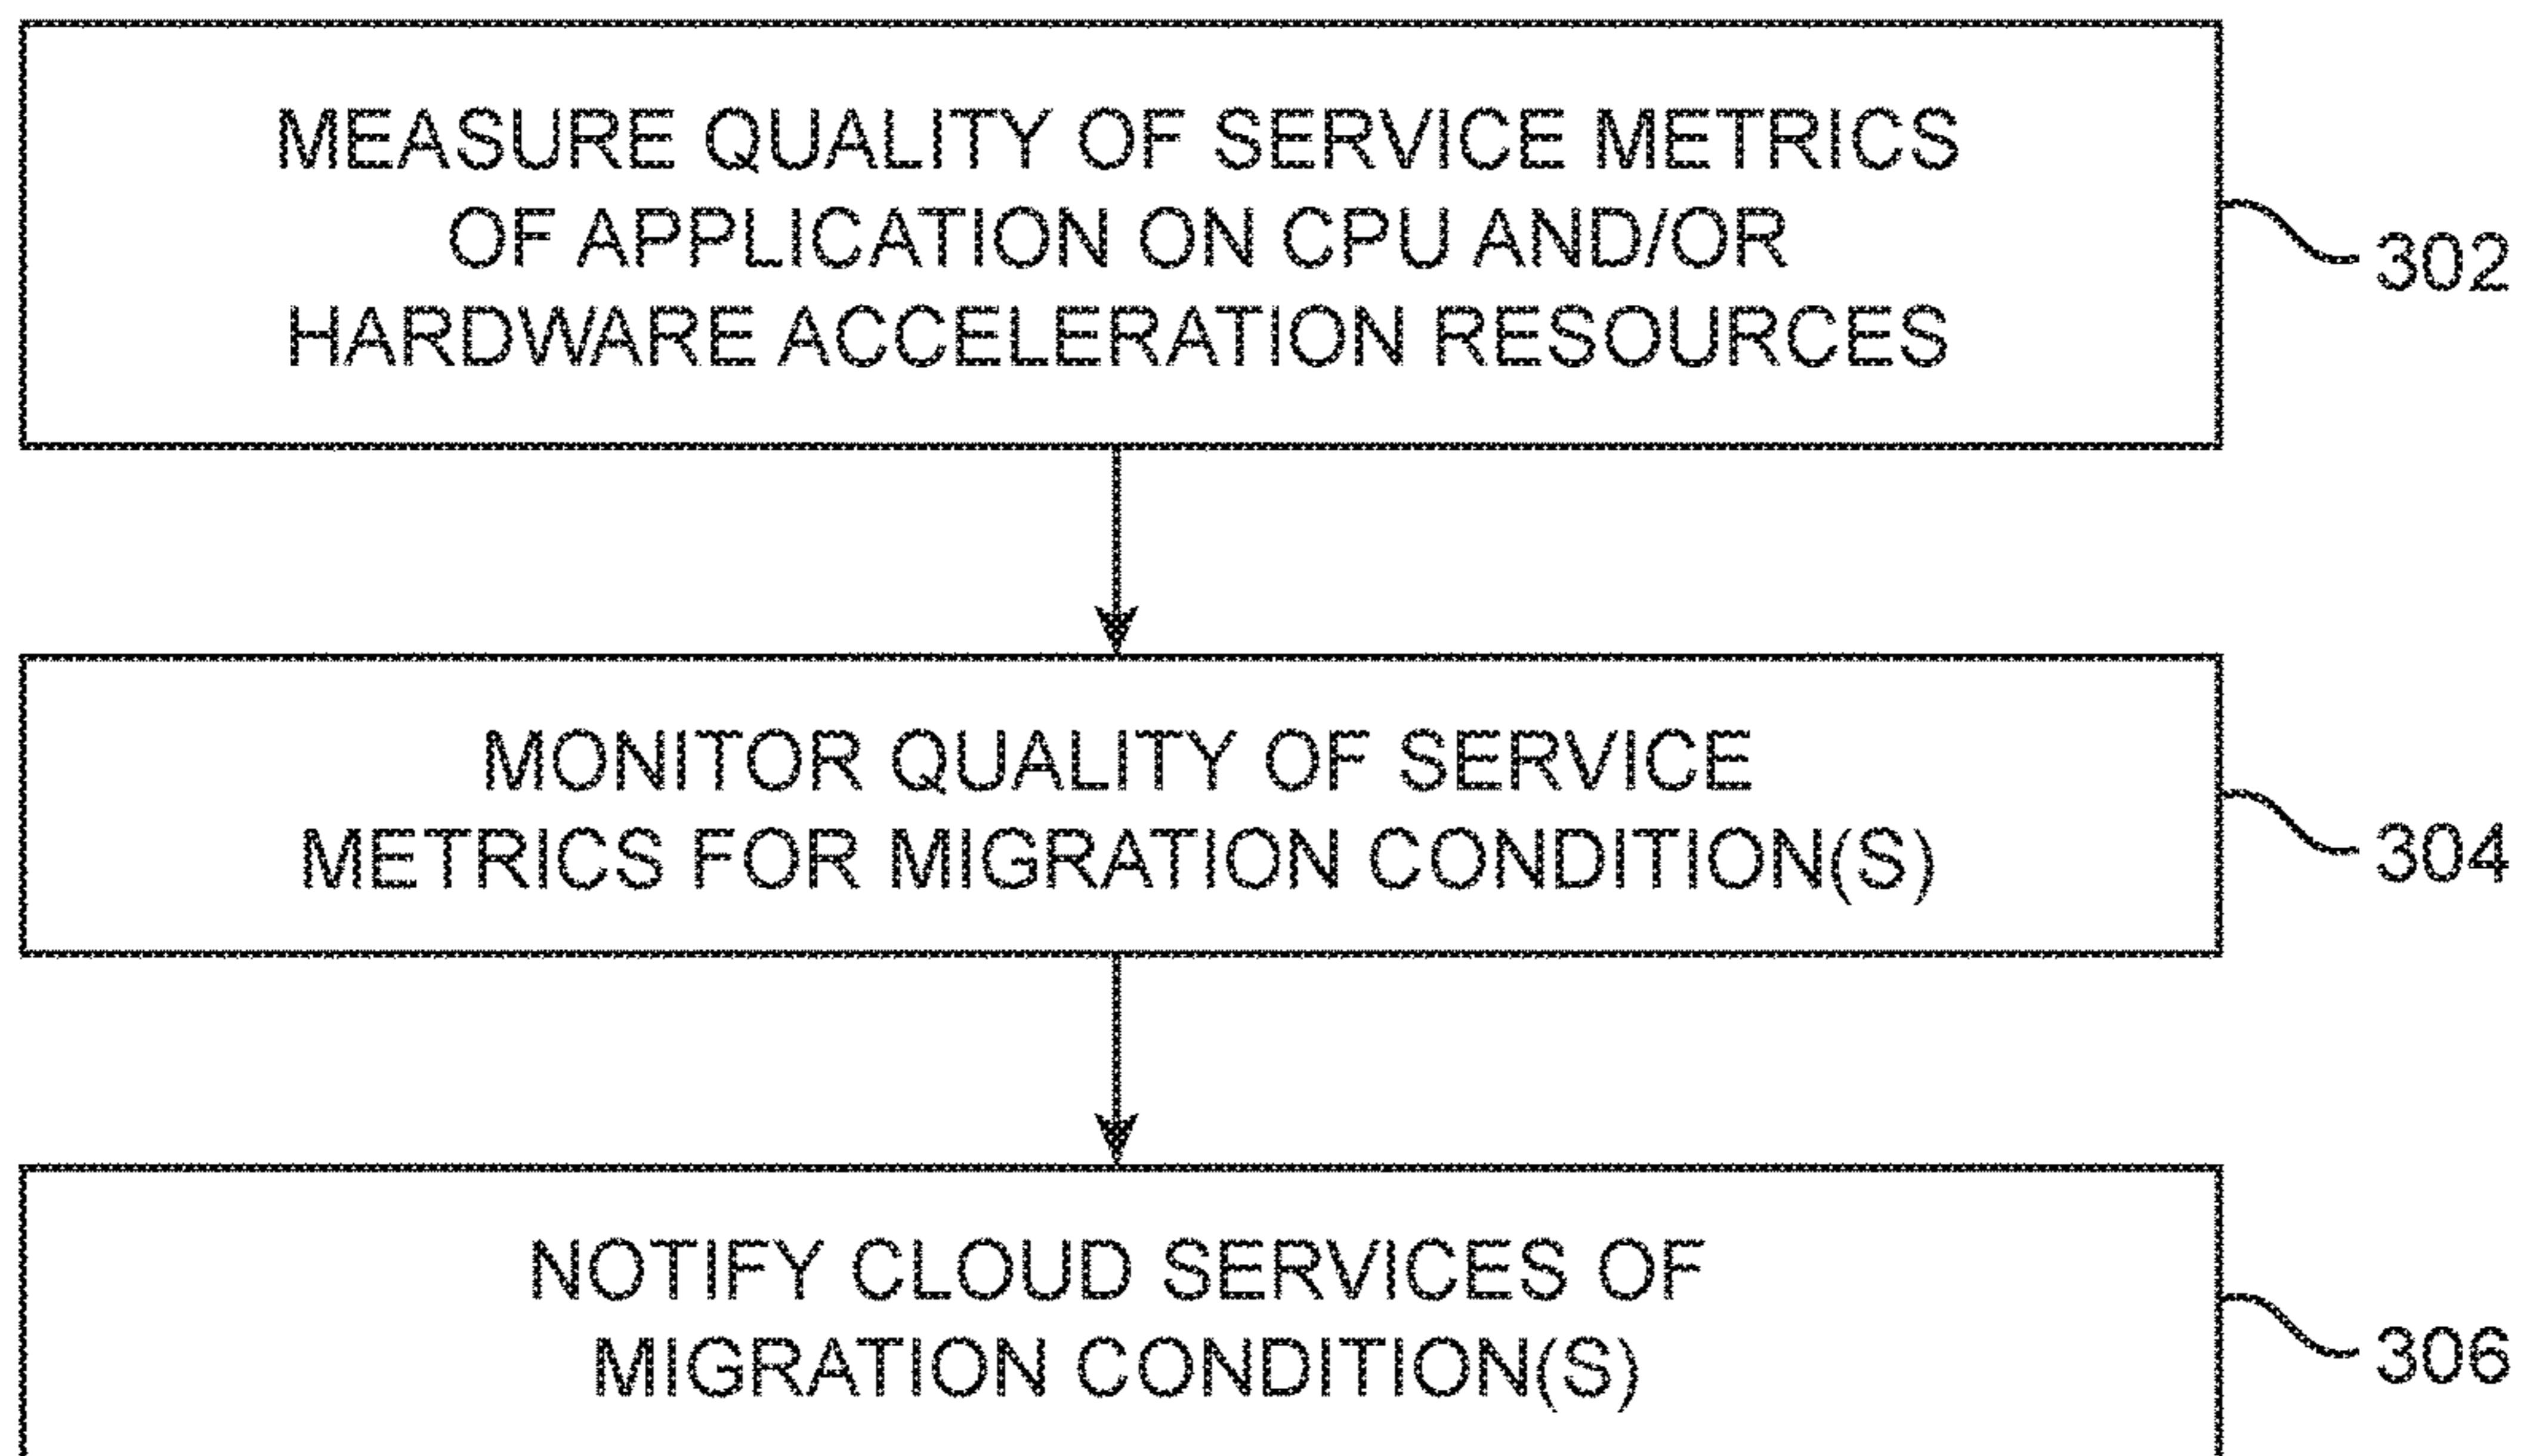 MEASURE QUALITY OF SERVICE METRICS
OF APPLICATION ON CPU AND/OR
HARDWARE ACCELERATION RESOURCES
302
MONITOR QUALITY OF SERVICE
METRICS FOR MIGRATION CONDITION(S)
304
NOTIFY CLOUD SERVICES OF
MIGRATION CONDITION(S)
306